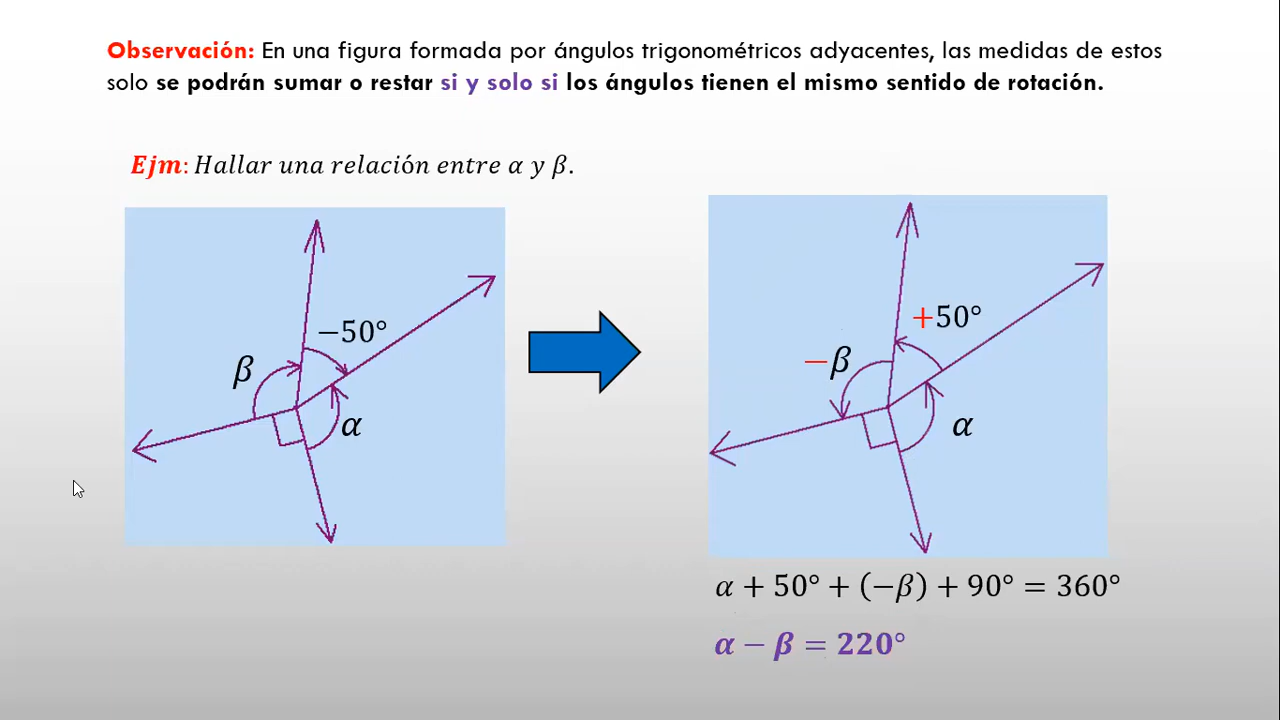 Observación: En una figura formada por ángulos trigonométricos adyacentes, las medidas de estos
solo se podrán sumar o restar si y solo si los ángulos tienen el mismo sentido de rotación.
Ejm: Hallar una relación entre α y β.
−50°
β
α
+50°
−β
α
α + 50° + (−β) + 90° = 360°
α − β = 220°